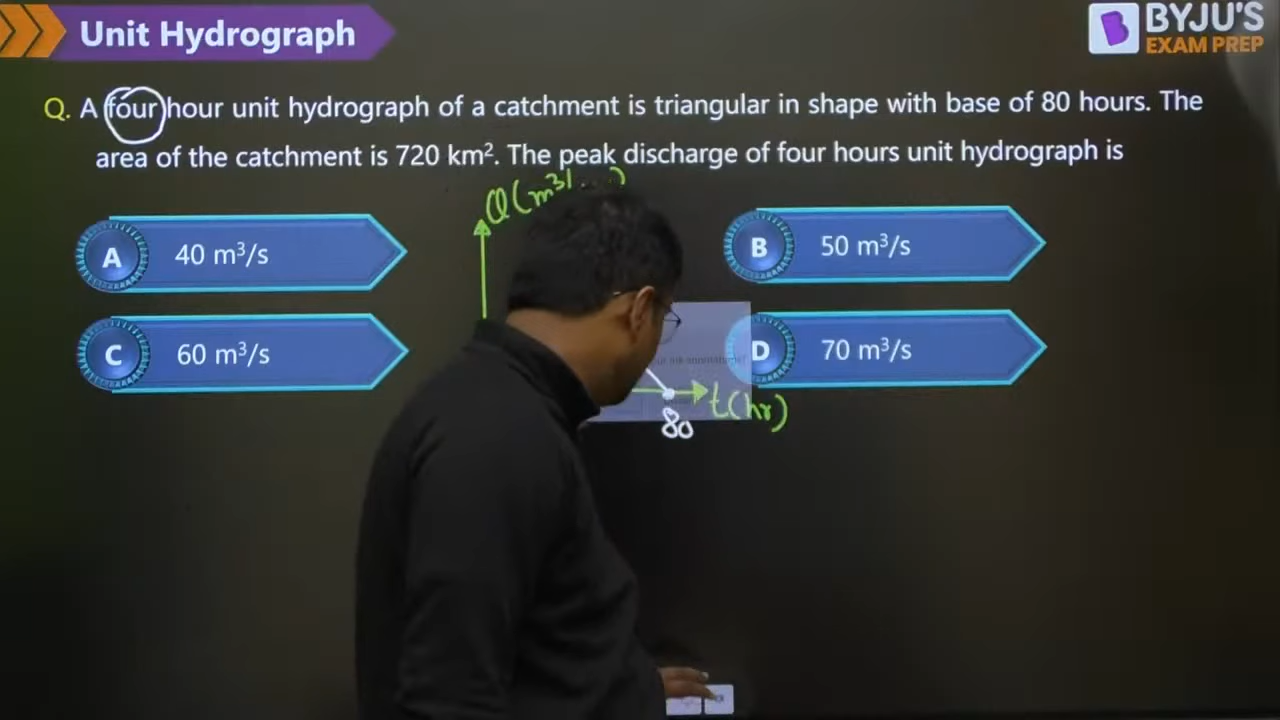 Unit Hydrograph
BYJU'S
EXAM PREP
Q. A four hour unit hydrograph of a catchment is triangular in shape with base of 80 hours. The
area of the catchment is 720 km². The peak discharge of four hours unit hydrograph is
Q(m³/
A 40 m³/s
B 50 m³/s
C 60 m³/s
D 70 m³/s
t(hr)
80